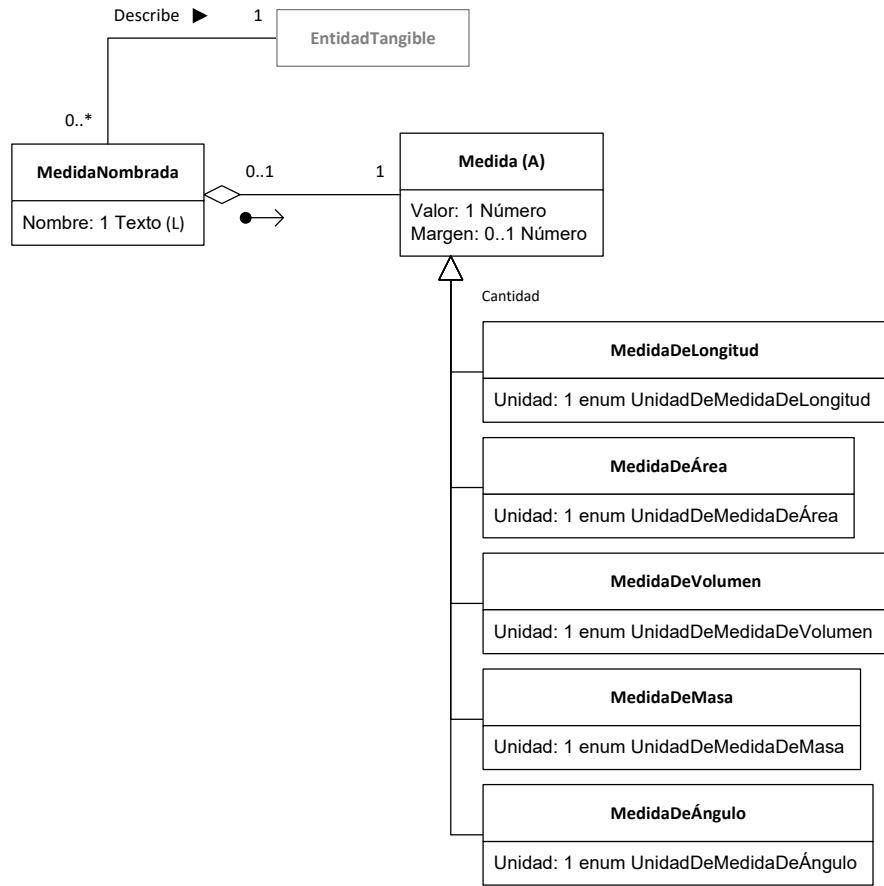 Describe ► 1
EntidadTangible
0..*
MedidaNombrada
Nombre: 1 Texto (L)
0..1
1
Medida (A)
Valor: 1 Número
Margen: 0..1 Número
Cantidad
MedidaDeLongitud
Unidad: 1 enum UnidadDeMedidaDeLongitud
MedidaDeÁrea
Unidad: 1 enum UnidadDeMedidaDeÁrea
MedidaDeVolumen
Unidad: 1 enum UnidadDeMedidaDeVolumen
MedidaDeMasa
Unidad: 1 enum UnidadDeMedidaDeMasa
MedidaDeÁngulo
Unidad: 1 enum UnidadDeMedidaDeÁngulo